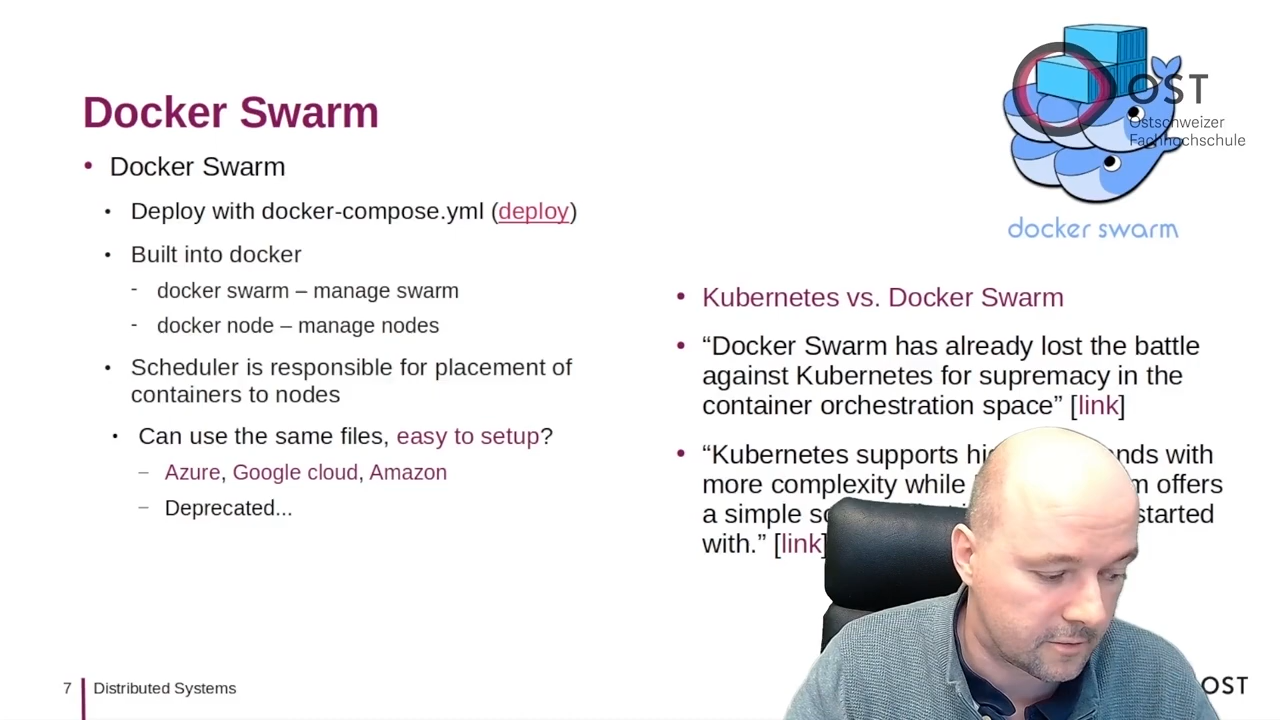 OST
Ostschweizer
Fachhochschule
docker swarm
Docker Swarm
• Docker Swarm
• Deploy with docker-compose.yml (deploy)
• Built into docker
- docker swarm – manage swarm
- docker node – manage nodes
• Scheduler is responsible for placement of
containers to nodes
• Can use the same files, easy to setup?
– Azure, Google cloud, Amazon
– Deprecated...
• Kubernetes vs. Docker Swarm
• “Docker Swarm has already lost the battle
against Kubernetes for supremacy in the
container orchestration space” [link]
• “Kubernetes supports with
more complexity while offers
a simple started
with.” [link]
7 Distributed Systems
OST